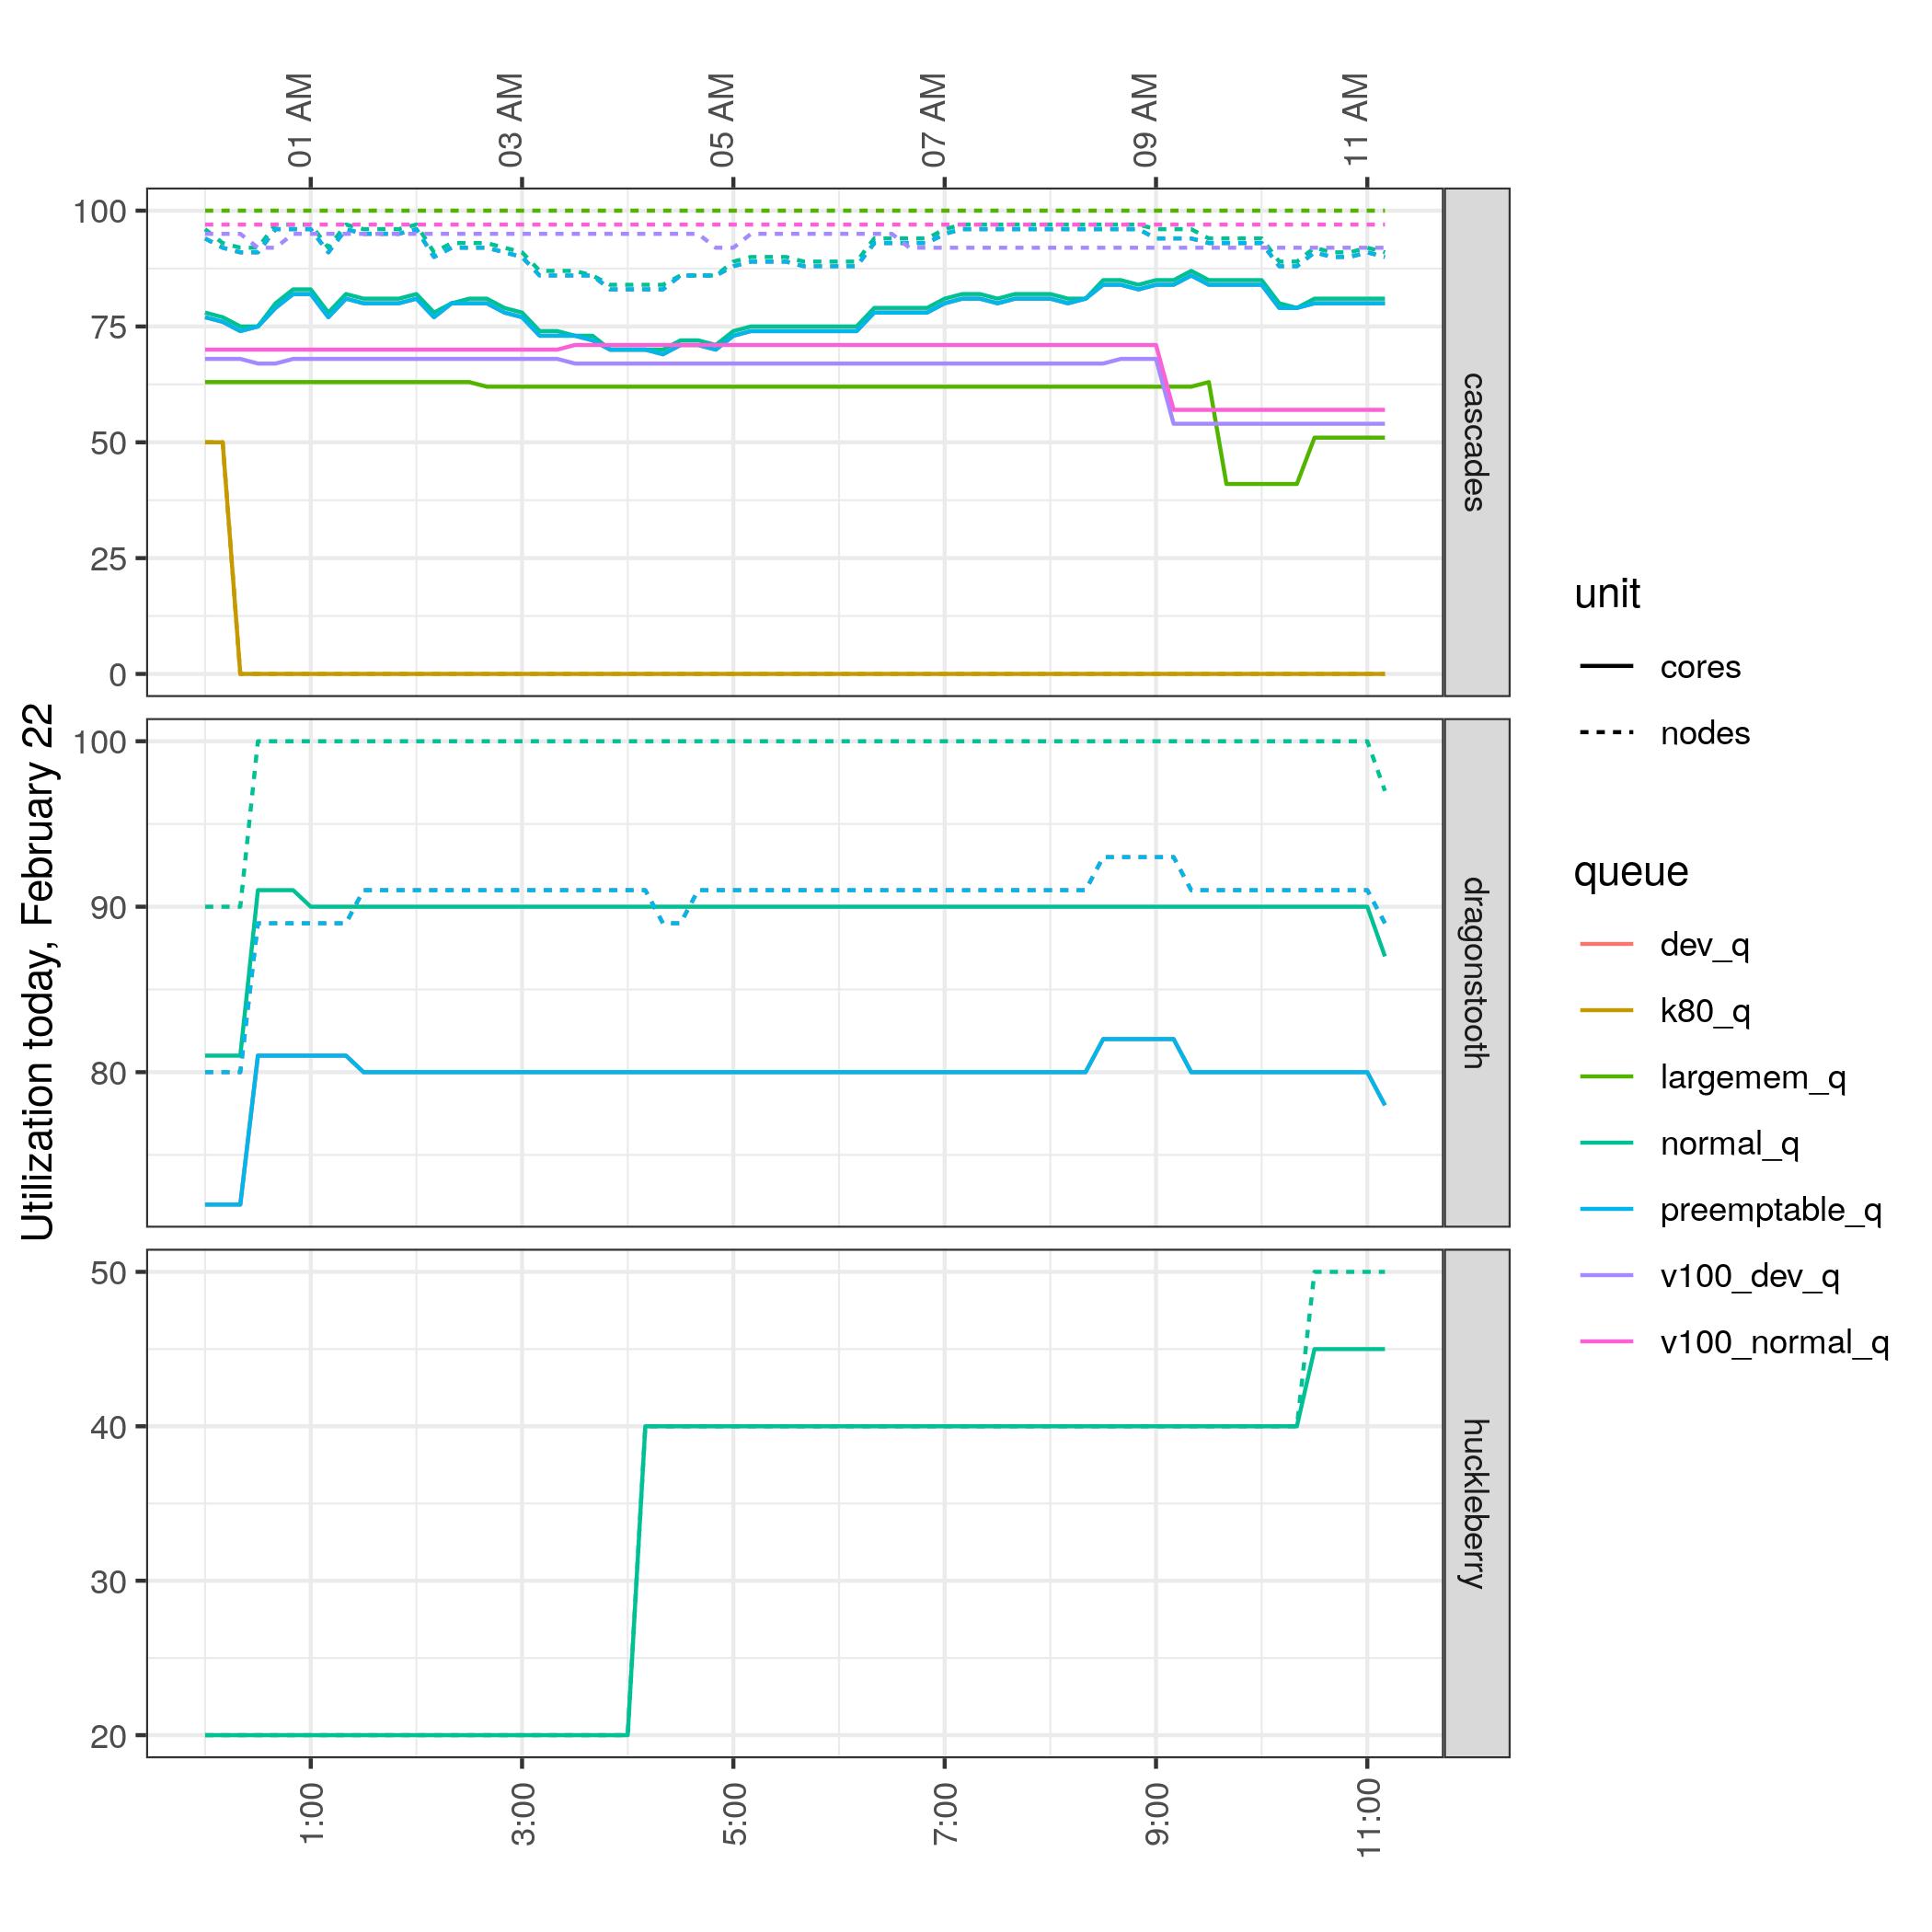 01 AM
03 AM
05 AM
07 AM
09 AM
11 AM
100
75
50
25
0
cascades
100
90
80
dragonstooth
50
40
30
20
huckleberry
1:00
3:00
5:00
7:00
9:00
11:00
Utilization today, February 22
unit
cores
nodes
queue
dev_q
k80_q
largemem_q
normal_q
preemptable_q
v100_dev_q
v100_normal_q